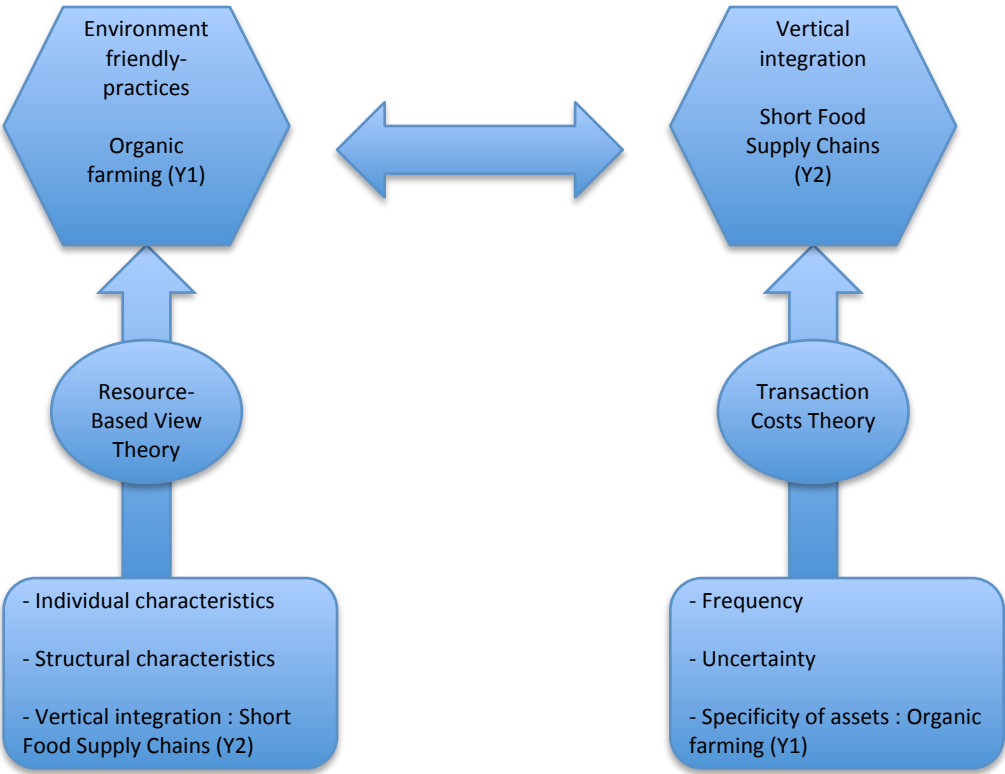 Environment
friendly-
practices
Organic
farming (Y1)
Vertical
integration
Short Food
Supply Chains
(Y2)
Resource-
Based View
Theory
Transaction
Costs Theory
- Individual characteristics
- Structural characteristics
- Vertical integration : Short
Food Supply Chains (Y2)
- Frequency
- Uncertainty
- Specificity of assets : Organic
farming (Y1)